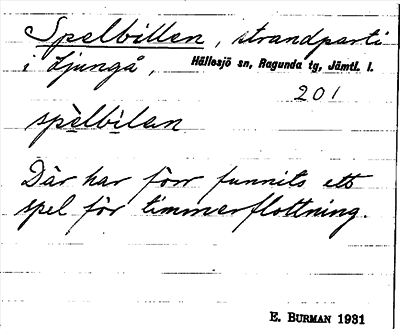 Spelbillen, strandparti
i Ljungå, Hällesjö sn, Ragunda tg, Jämtl. l.
201
spèlbilan
Där har förr funnits ett
spel för timmerflottning.
E. BURMAN 1931